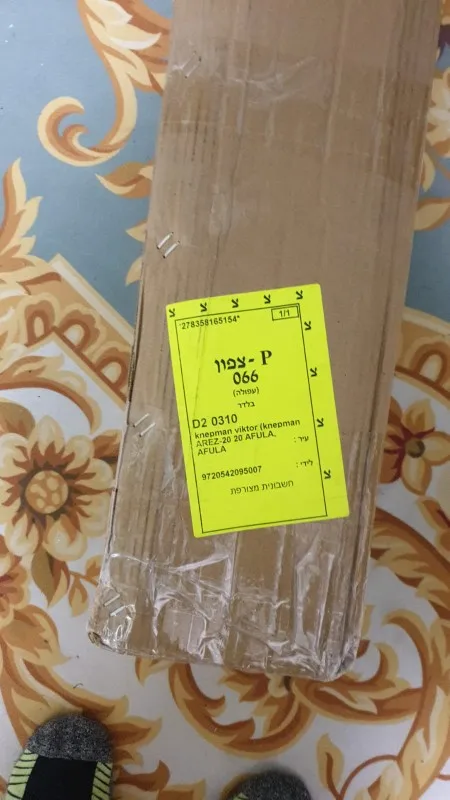 *278358165154*
1/1
P - צפון
066
(עפולה)
בלדר
D2 0310
knepman viktor (knepman
AREZ-20 20 AFULA,
עיר :
AFULA
לידי :
9720542095007
חשבונית מצורפת
צ צ צ צ צ
צ
צ
צ
צ